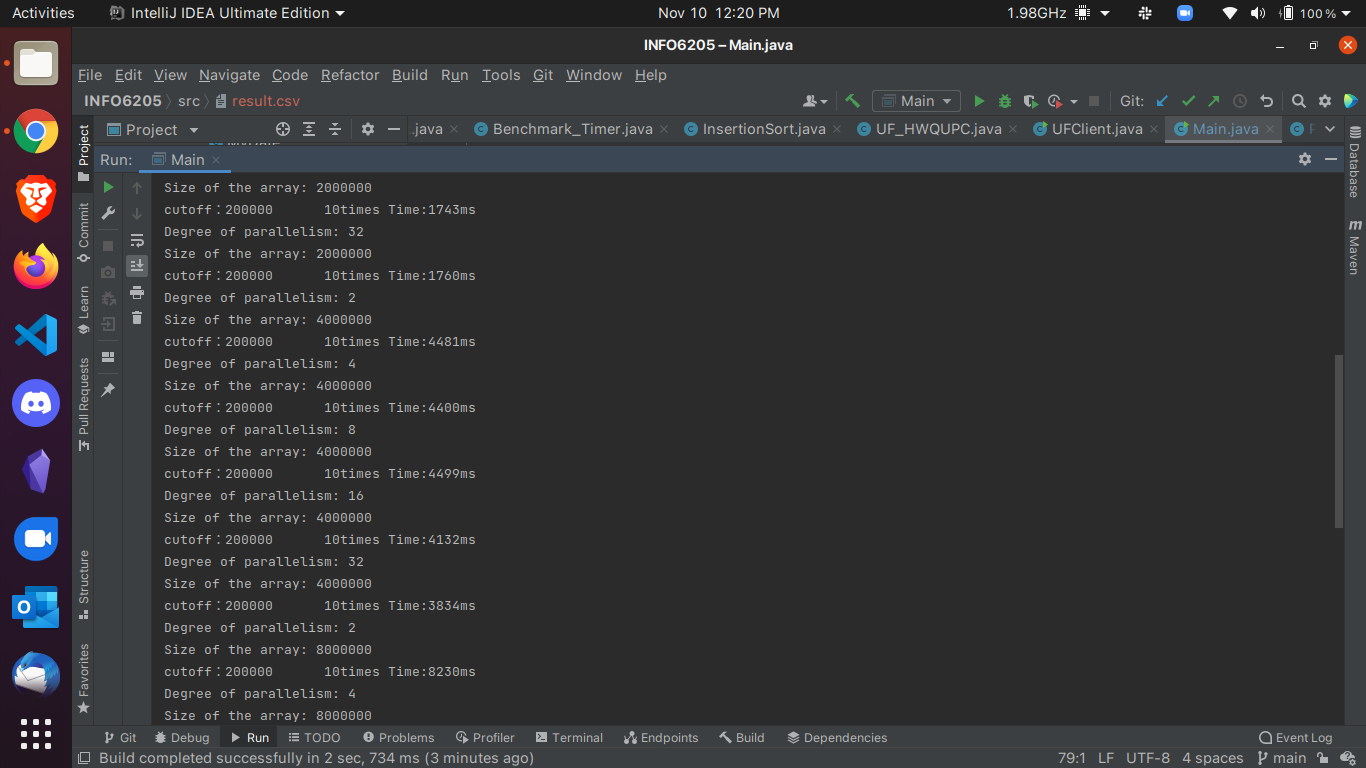 Activities
IntelliJ IDEA Ultimate Edition
Nov 10 12:20 PM
1.98GHz
100 %
INFO6205 – Main.java
File Edit View Navigate Code Refactor Build Run Tools Git Window Help
INFO6205 src result.csv
Main
Git:
Project
.java
Benchmark_Timer.java
InsertionSort.java
UF_HWQUPC.java
UFClient.java
Main.java
Run: Main
Size of the array: 2000000
cutoff：200000 10times Time:1743ms
Degree of parallelism: 32
Size of the array: 2000000
cutoff：200000 10times Time:1760ms
Degree of parallelism: 2
Size of the array: 4000000
cutoff：200000 10times Time:4481ms
Degree of parallelism: 4
Size of the array: 4000000
cutoff：200000 10times Time:4400ms
Degree of parallelism: 8
Size of the array: 4000000
cutoff：200000 10times Time:4499ms
Degree of parallelism: 16
Size of the array: 4000000
cutoff：200000 10times Time:4132ms
Degree of parallelism: 32
Size of the array: 4000000
cutoff：200000 10times Time:3834ms
Degree of parallelism: 2
Size of the array: 8000000
cutoff：200000 10times Time:8230ms
Degree of parallelism: 4
Size of the array: 8000000
Project
Commit
Learn
Pull Requests
Structure
Favorites
Database
m
Maven
Git Debug Run TODO Problems Profiler Terminal Endpoints Build Dependencies Event Log
Build completed successfully in 2 sec, 734 ms (3 minutes ago)
79:1 LF UTF-8 4 spaces main